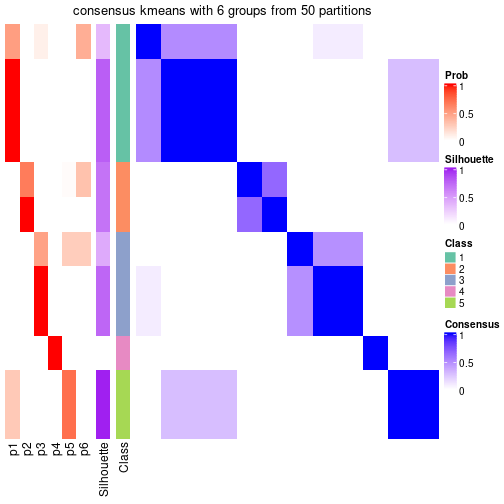 consensus kmeans with 6 groups from 50 partitions
Prob
1
0.5
0
Silhouette
1
0.5
0
Class
1
2
3
4
5
Consensus
1
0.5
0
p1
p2
p3
p4
p5
p6
Silhouette
Class